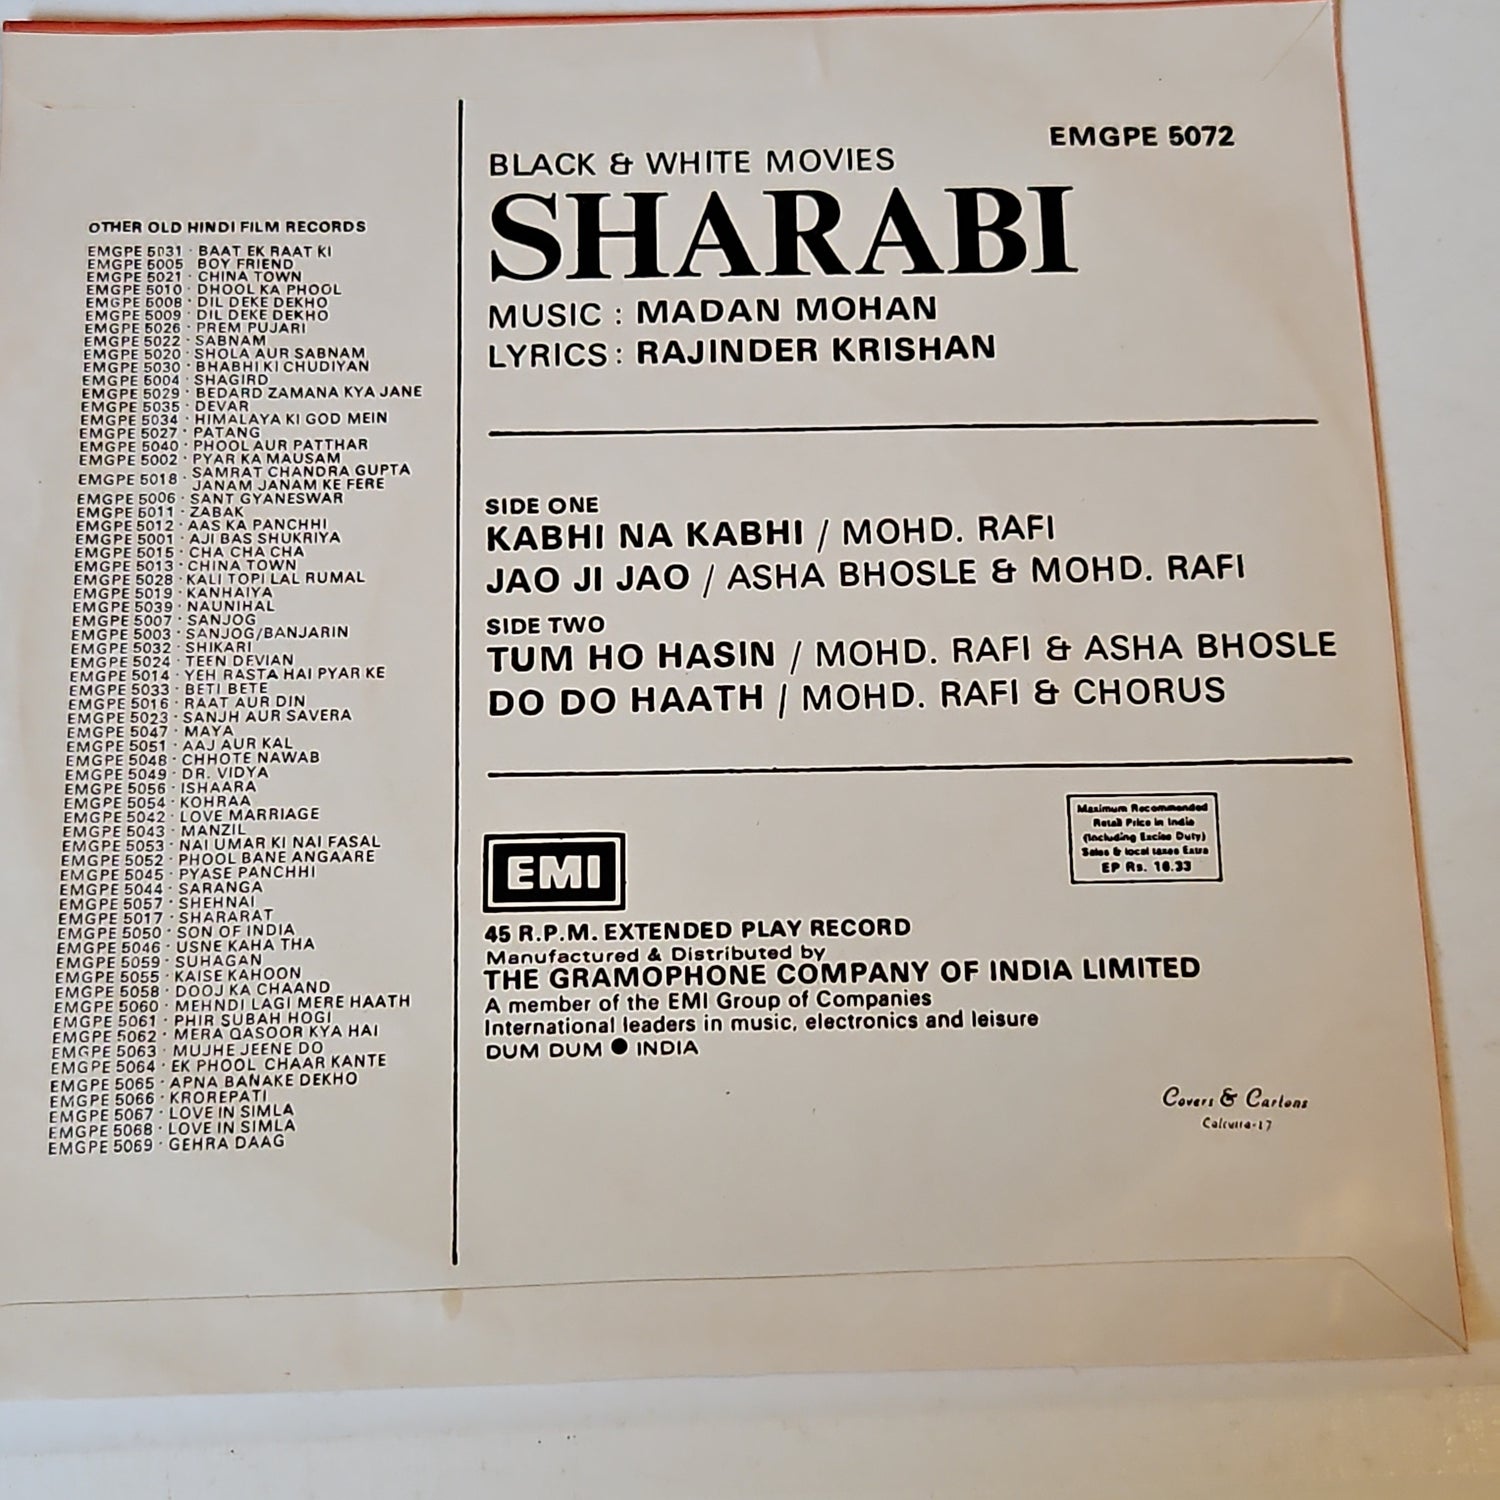 OTHER OLD HINDI FILM RECORDS
EMGPE 5031 · BAAT EK RAAT KI
EMGPE 5005 BOY FRIEND
EMGPE 5021 · CHINA TOWN
EMGPE 5010 · DHOOL KA PHOOL
EMGPE 5008 · DIL DEKE DEKHO
EMGPE 5009 · DIL DEKE DEKHO
EMGPE 5026 · PREM PUJARI
EMGPE 5022 · SABNAM
EMGPE 5020 · SHOLA AUR SABNAM
EMGPE 5030 · BHABHI KI CHUDIYAN
EMGPE 5004 · SHAGIRD
EMGPE 5029 · BEDARD ZAMANA KYA JANE
EMGPE 5035 · DEVAR
EMGPE 5034 · HIMALAYA KI GOD MEIN
EMGPE 5027 · PATANG
EMGPE 5040 · PHOOL AUR PATTHAR
EMGPE 5002 · PYAR KA MAUSAM
EMGPE 5018 · SAMRAT CHANDRA GUPTA
JANAM JANAM KE FERE
EMGPE 5006 · SANT GYANESWAR
EMGPE 5011 · ZABAK
EMGPE 5012 · AAS KA PANCHHI
EMGPE 5001 · AJI BAS SHUKRIYA
EMGPE 5015 · CHA CHA CHA
EMGPE 5013 · CHINA TOWN
EMGPE 5028 · KALI TOPI LAL RUMAL
EMGPE 5019 · KANHAIYA
EMGPE 5039 · NAUNIHAL
EMGPE 5007 · SANJOG
EMGPE 5003 · SANJOG/BANJARIN
EMGPE 5032 · SHIKARI
EMGPE 5024 · TEEN DEVIAN
EMGPE 5014 · YEH RASTA HAI PYAR KE
EMGPE 5033 · BETI BETE
EMGPE 5016 · RAAT AUR DIN
EMGPE 5023 · SANJH AUR SAVERA
EMGPE 5047 · MAYA
EMGPE 5051 · AAJ AUR KAL
EMGPE 5048 · CHHOTE NAWAB
EMGPE 5049 · DR. VIDYA
EMGPE 5056 · ISHAARA
EMGPE 5054 · KOHRAA
EMGPE 5042 · LOVE MARRIAGE
EMGPE 5043 · MANZIL
EMGPE 5053 · NAI UMAR KI NAI FASAL
EMGPE 5052 · PHOOL BANE ANGAARE
EMGPE 5045 · PYASE PANCHHI
EMGPE 5044 · SARANGA
EMGPE 5057 · SHEHNAI
EMGPE 5017 · SHARARAT
EMGPE 5050 · SON OF INDIA
EMGPE 5046 · USNE KAHA THA
EMGPE 5059 · SUHAGAN
EMGPE 5055 · KAISE KAHOON
EMGPE 5058 · DOOJ KA CHAAND
EMGPE 5060 · MEHNDI LAGI MERE HAATH
EMGPE 5061 · PHIR SUBAH HOGI
EMGPE 5062 · MERA QASOOR KYA HAI
EMGPE 5063 · MUJHE JEENE DO
EMGPE 5064 · EK PHOOL CHAAR KANTE
EMGPE 5065 · APNA BANAKE DEKHO
EMGPE 5066 · KROREPATI
EMGPE 5067 · LOVE IN SIMLA
EMGPE 5068 · LOVE IN SIMLA
EMGPE 5069 · GEHRA DAAG
EMGPE 5072
BLACK & WHITE MOVIES
SHARABI
MUSIC : MADAN MOHAN
LYRICS : RAJINDER KRISHAN
SIDE ONE
KABHI NA KABHI / MOHD. RAFI
JAO JI JAO / ASHA BHOSLE & MOHD. RAFI
SIDE TWO
TUM HO HASIN / MOHD. RAFI & ASHA BHOSLE
DO DO HAATH / MOHD. RAFI & CHORUS
Maximum Recommended
Retail Price in India
(Including Excise Duty)
Sales & local taxes Extra
EP Rs. 16.33
EMI
45 R.P.M. EXTENDED PLAY RECORD
Manufactured & Distributed by
THE GRAMOPHONE COMPANY OF INDIA LIMITED
A member of the EMI Group of Companies
International leaders in music, electronics and leisure
DUM DUM ● INDIA
Covers & Cartons
Calcutta-17